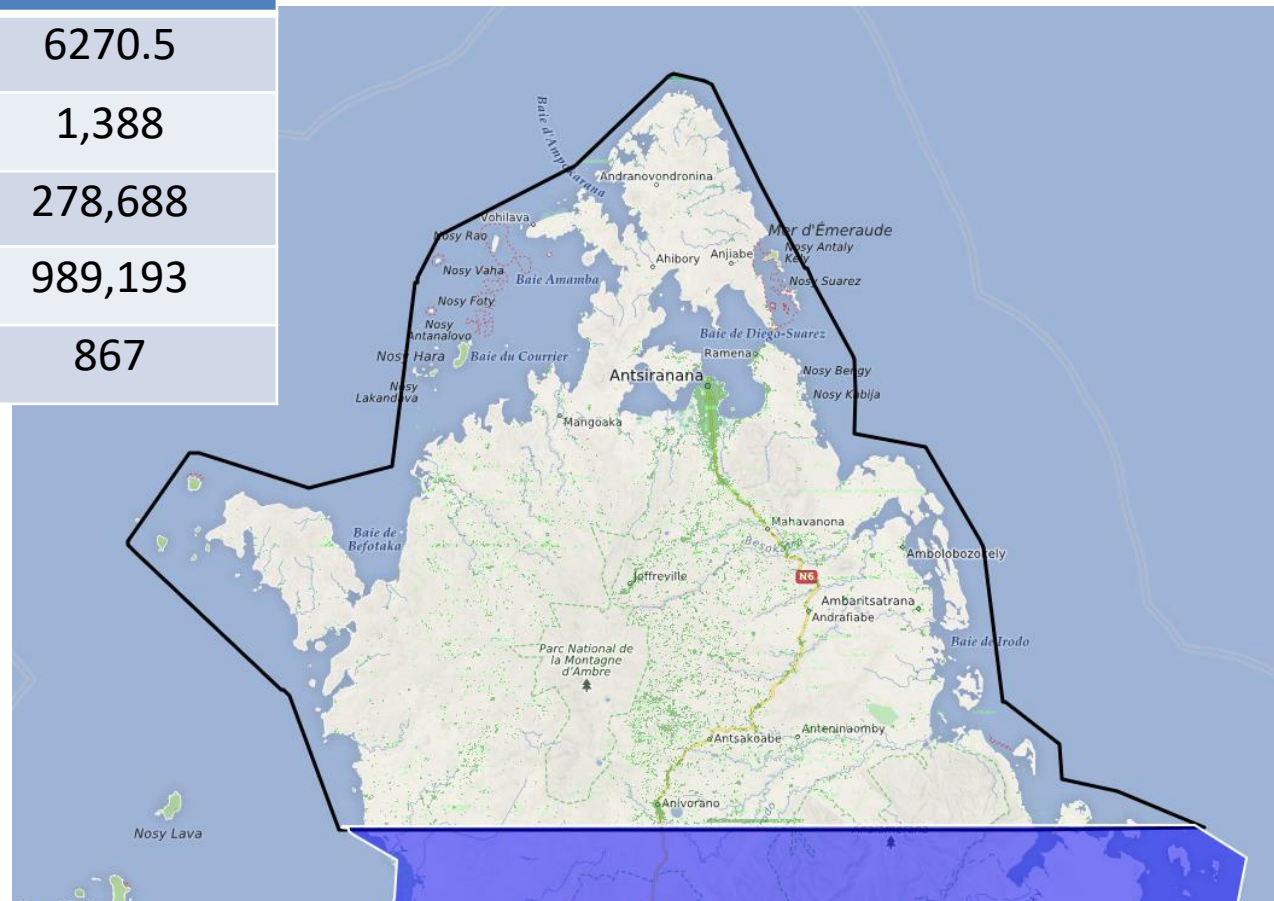 6270.5
1,388
278,688
989,193
867
Baie d'Ampokarana
Andranovondronina
Vohilava
Nosy Rao
Mer d'Émeraude
Nosy Antaly
Kely
Ahibory
Anjiabe
Nosy Vaha
Baie Amamba
Nosy Suarez
Nosy Foty
Nosy
Antanalovo
Baie de Diego-Suarez
Nosy Hara
Baie du Courrier
Ramena
Antsiranana
Nosy Bengy
Nosy
Lakandava
Nosy Kabija
Mangoaka
Mahavanona
Baie de
Befotaka
Besoka
Ambolobozokely
Joffreville
N6
Ambaritsatrana
Andrafiabe
Baie de Irodo
Parc National de
la Montagne
d'Ambre
Antsakoabe
Anteninaomby
Anivorano
Nosy Lava